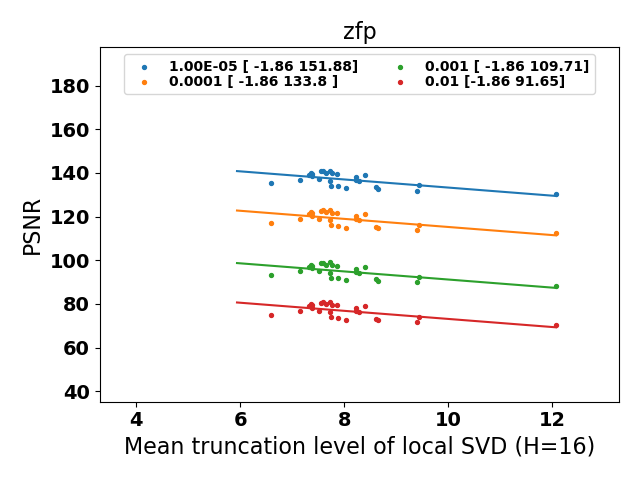 zfp
1.00E-05 [ -1.86 151.88]
0.0001 [ -1.86 133.8 ]
0.001 [ -1.86 109.71]
0.01 [-1.86 91.65]
PSNR
180
160
140
120
100
80
60
40
4 6 8 10 12
Mean truncation level of local SVD (H=16)